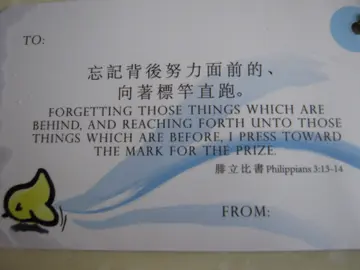 TO:
忘記背後努力面前的、
向著標竿直跑。
FORGETTING THOSE THINGS WHICH ARE
BEHIND, AND REACHING FORTH UNTO THOSE
THINGS WHICH ARE BEFORE, I PRESS TOWARD
THE MARK FOR THE PRIZE.
腓立比書 Philippians 3:13-14
FROM: